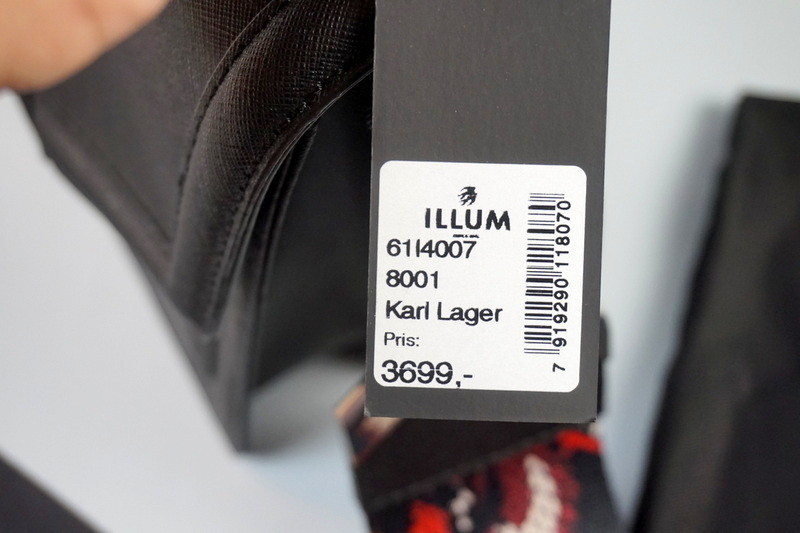 ILLUM
61I4007
8001
Karl Lager
Pris:
3699,-
7 919290 118070